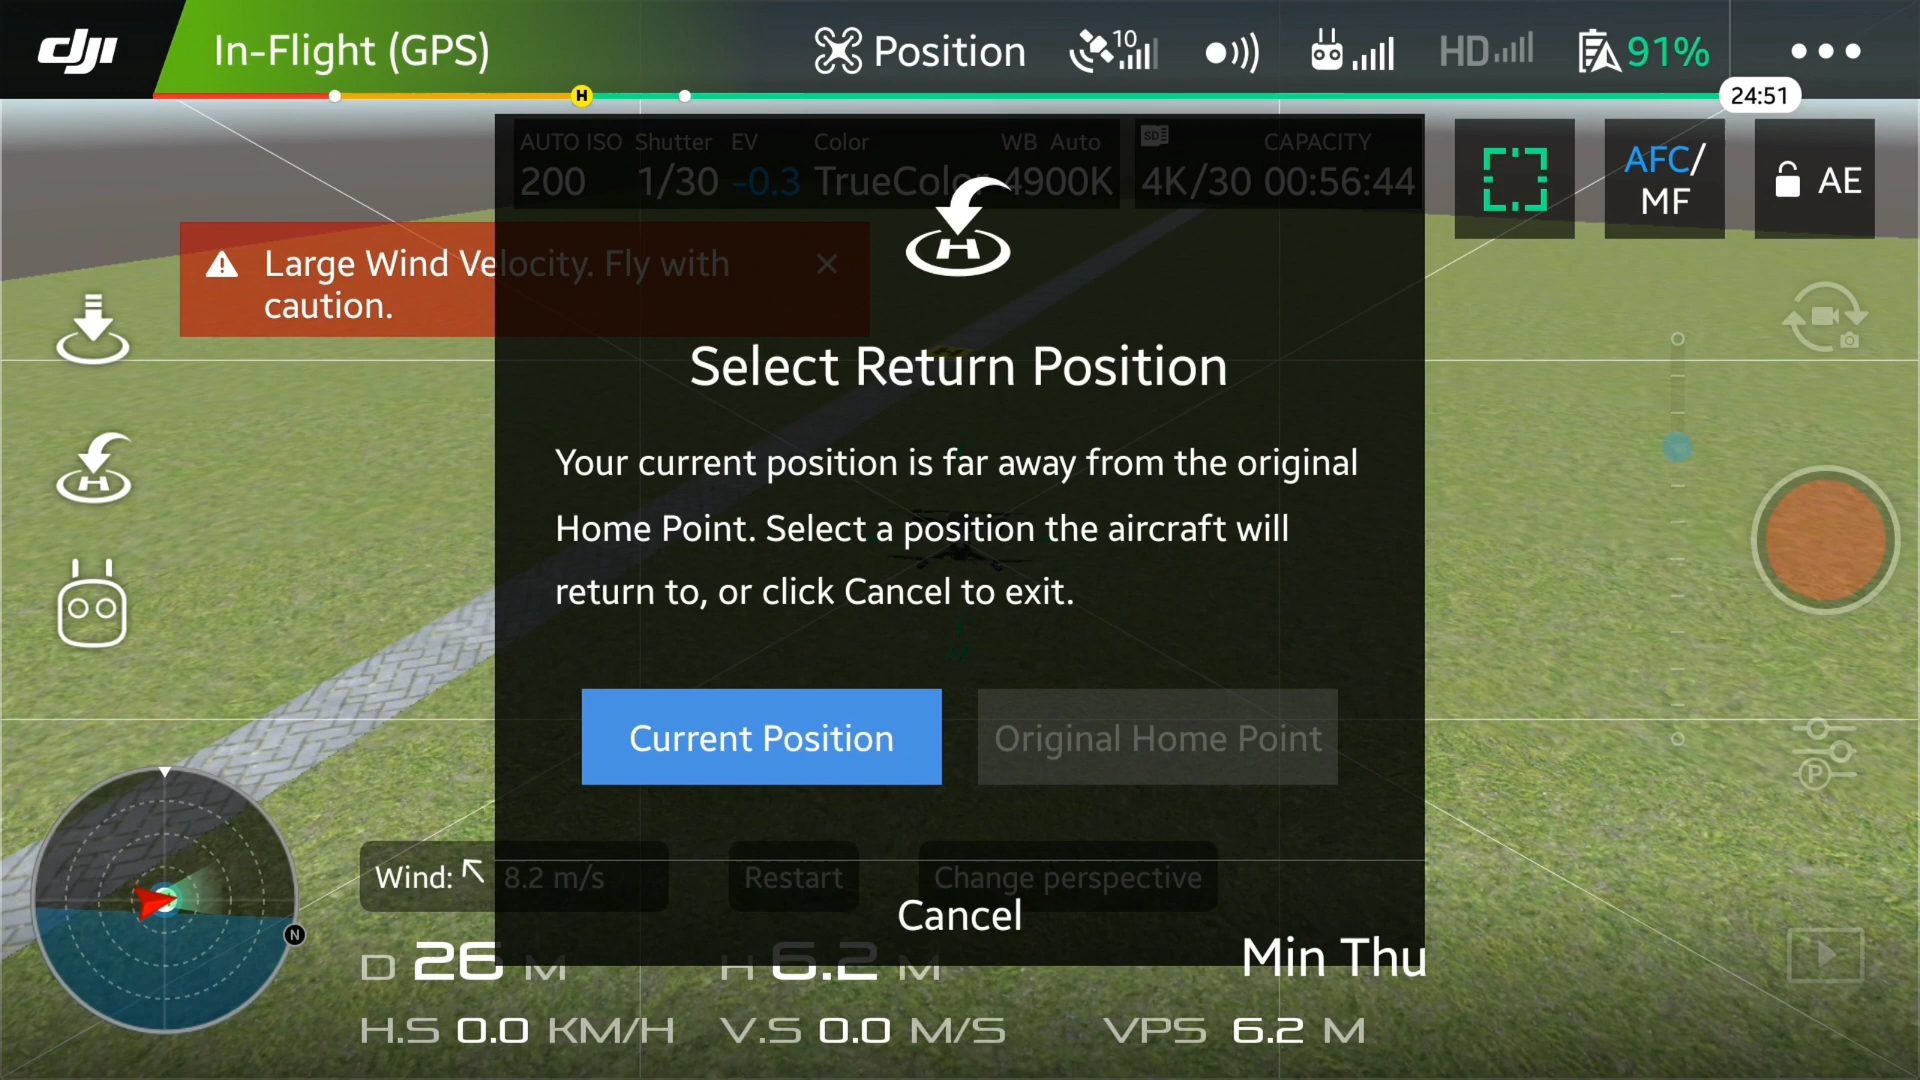 dji In-Flight (GPS) Position 10 HD 91%
H 24:51
AUTO ISO Shutter EV Color WB Auto SD CAPACITY
200 1/30 -0.3 TrueColor 4900K 4K/30 00:56:44
AFC/
MF
AE
Large Wind Velocity. Fly with
caution.
H
Select Return Position
Your current position is far away from the original
Home Point. Select a position the aircraft will
return to, or click Cancel to exit.
H
Current Position Original Home Point
P
Wind: 8.2 m/s Restart Change perspective
Cancel
N
D 26 M H 6.2 M Min Thu
H.S 0.0 KM/H V.S 0.0 M/S VPS 6.2 M